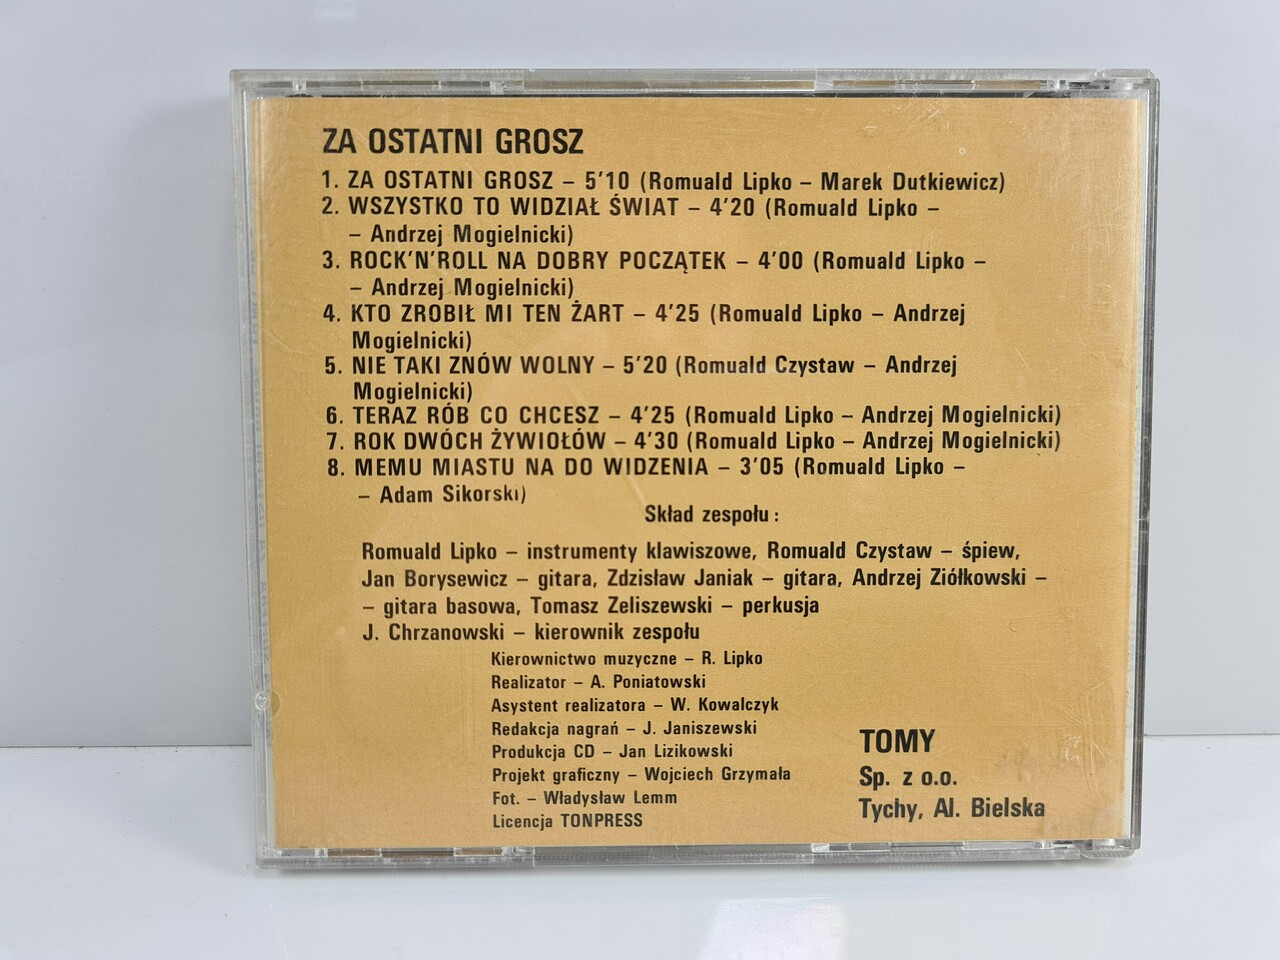 ZA OSTATNI GROSZ
1. ZA OSTATNI GROSZ – 5'10 (Romuald Lipko – Marek Dutkiewicz)
2. WSZYSTKO TO WIDZIAŁ ŚWIAT – 4'20 (Romuald Lipko –
– Andrzej Mogielnicki)
3. ROCK'N'ROLL NA DOBRY POCZĄTEK – 4'00 (Romuald Lipko –
– Andrzej Mogielnicki)
4. KTO ZROBIŁ MI TEN ŻART – 4'25 (Romuald Lipko – Andrzej
Mogielnicki)
5. NIE TAKI ZNÓW WOLNY – 5'20 (Romuald Czystaw – Andrzej
Mogielnicki)
6. TERAZ RÓB CO CHCESZ – 4'25 (Romuald Lipko – Andrzej Mogielnicki)
7. ROK DWÓCH ŻYWIOŁÓW – 4'30 (Romuald Lipko – Andrzej Mogielnicki)
8. MEMU MIASTU NA DO WIDZENIA – 3'05 (Romuald Lipko –
– Adam Sikorski)
Skład zespołu :
Romuald Lipko – instrumenty klawiszowe, Romuald Czystaw – śpiew,
Jan Borysewicz – gitara, Zdzisław Janiak – gitara, Andrzej Ziółkowski –
– gitara basowa, Tomasz Zeliszewski – perkusja
J. Chrzanowski – kierownik zespołu
Kierownictwo muzyczne – R. Lipko
Realizator – A. Poniatowski
Asystent realizatora – W. Kowalczyk
Redakcja nagrań – J. Janiszewski
Produkcja CD – Jan Lizikowski
Projekt graficzny – Wojciech Grzymała
Fot. – Władysław Lemm
Licencja TONPRESS
TOMY
Sp. z o.o.
Tychy, Al. Bielska